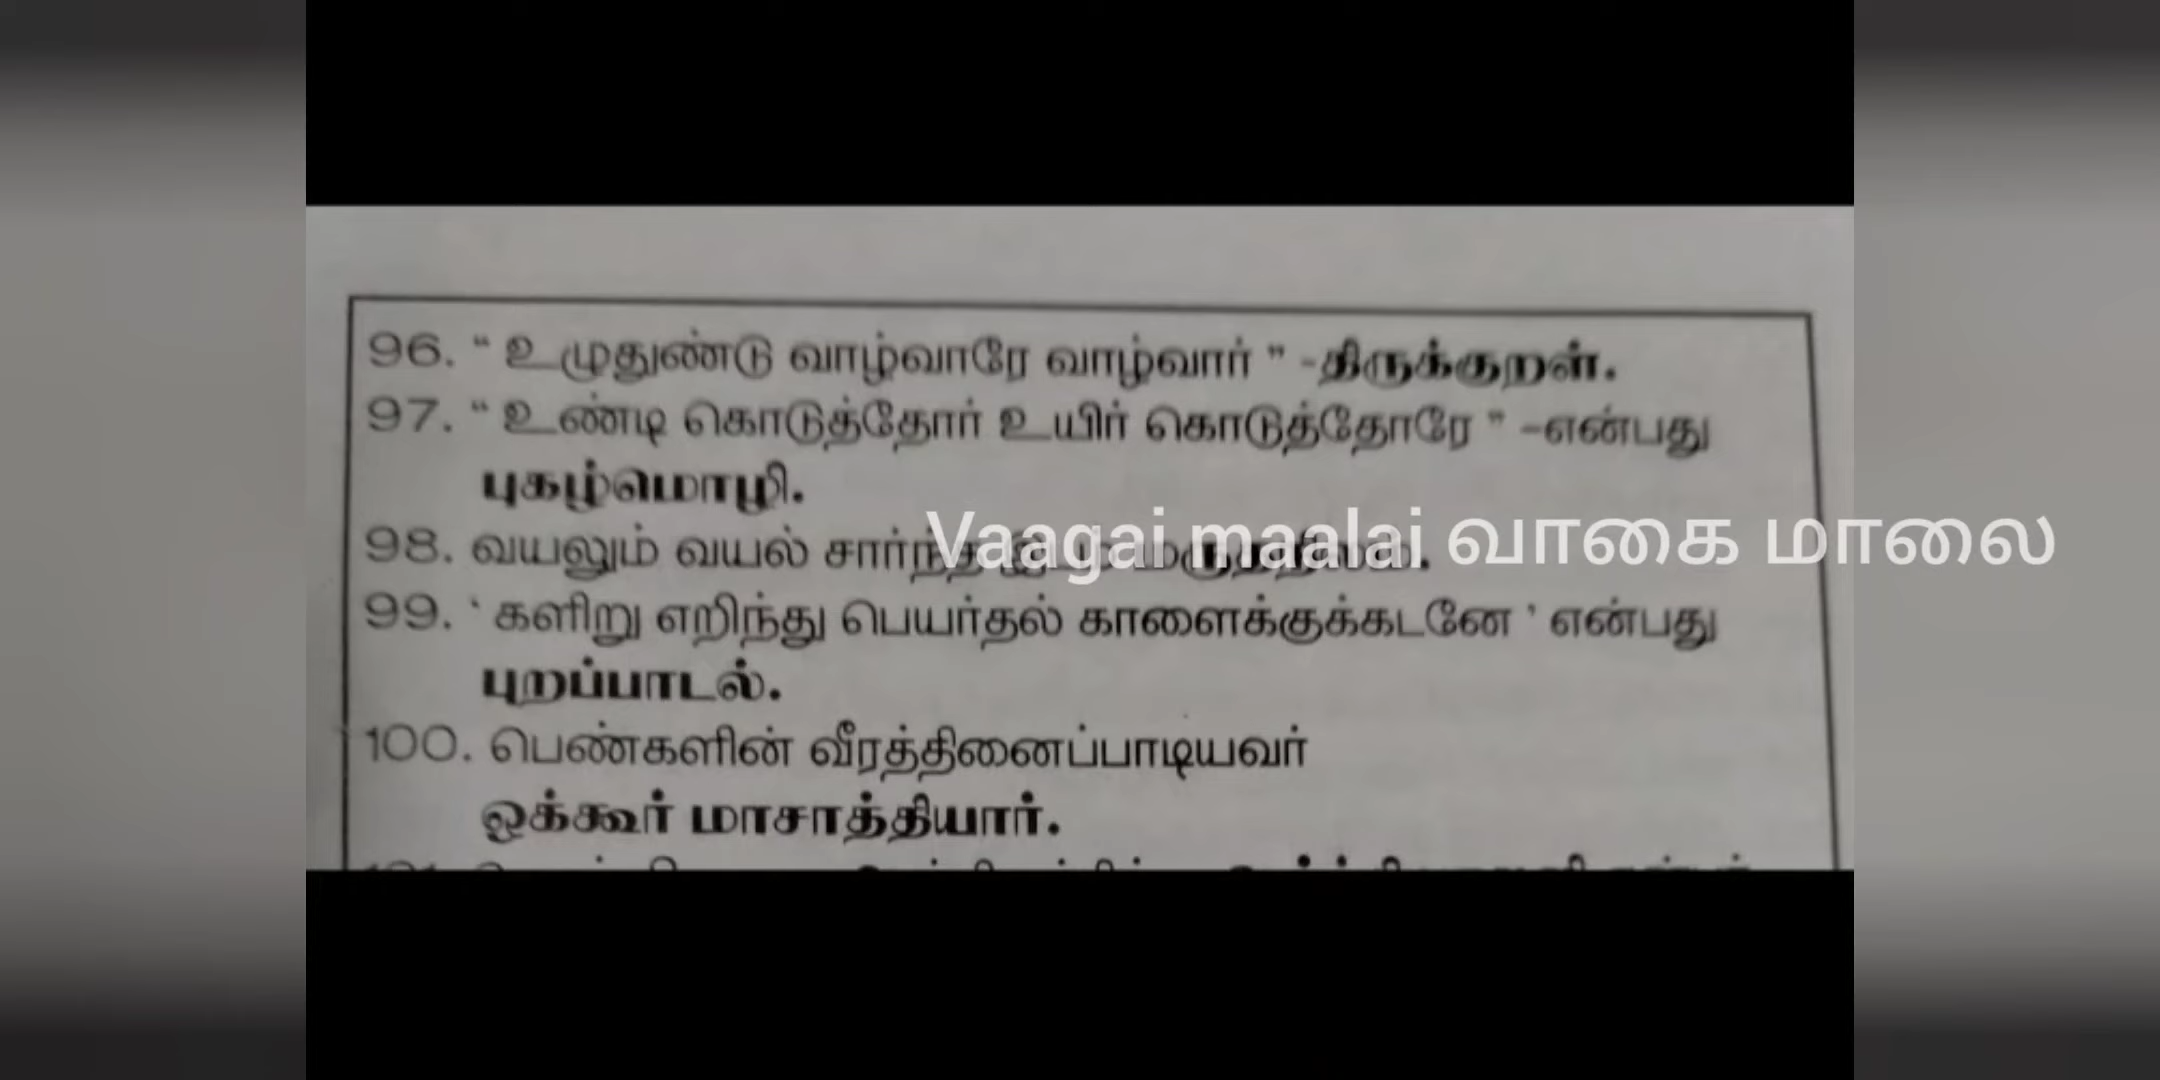 96. “ உழுதுண்டு வாழ்வாரே வாழ்வார் ” -திருக்குறள்.
97. “ உண்டி கொடுத்தோர் உயிர் கொடுத்தோரே ” -என்பது
புகழ்மொழி.
98. வயலும் வயல் சார்ந்த
Vaagai maalai வாகை மாலை
99. ‘ களிறு எறிந்து பெயர்தல் காளைக்குக்கடனே ’ என்பது
புறப்பாடல்.
100. பெண்களின் வீரத்தினைப்பாடியவர்
ஒக்கூர் மாசாத்தியார்.